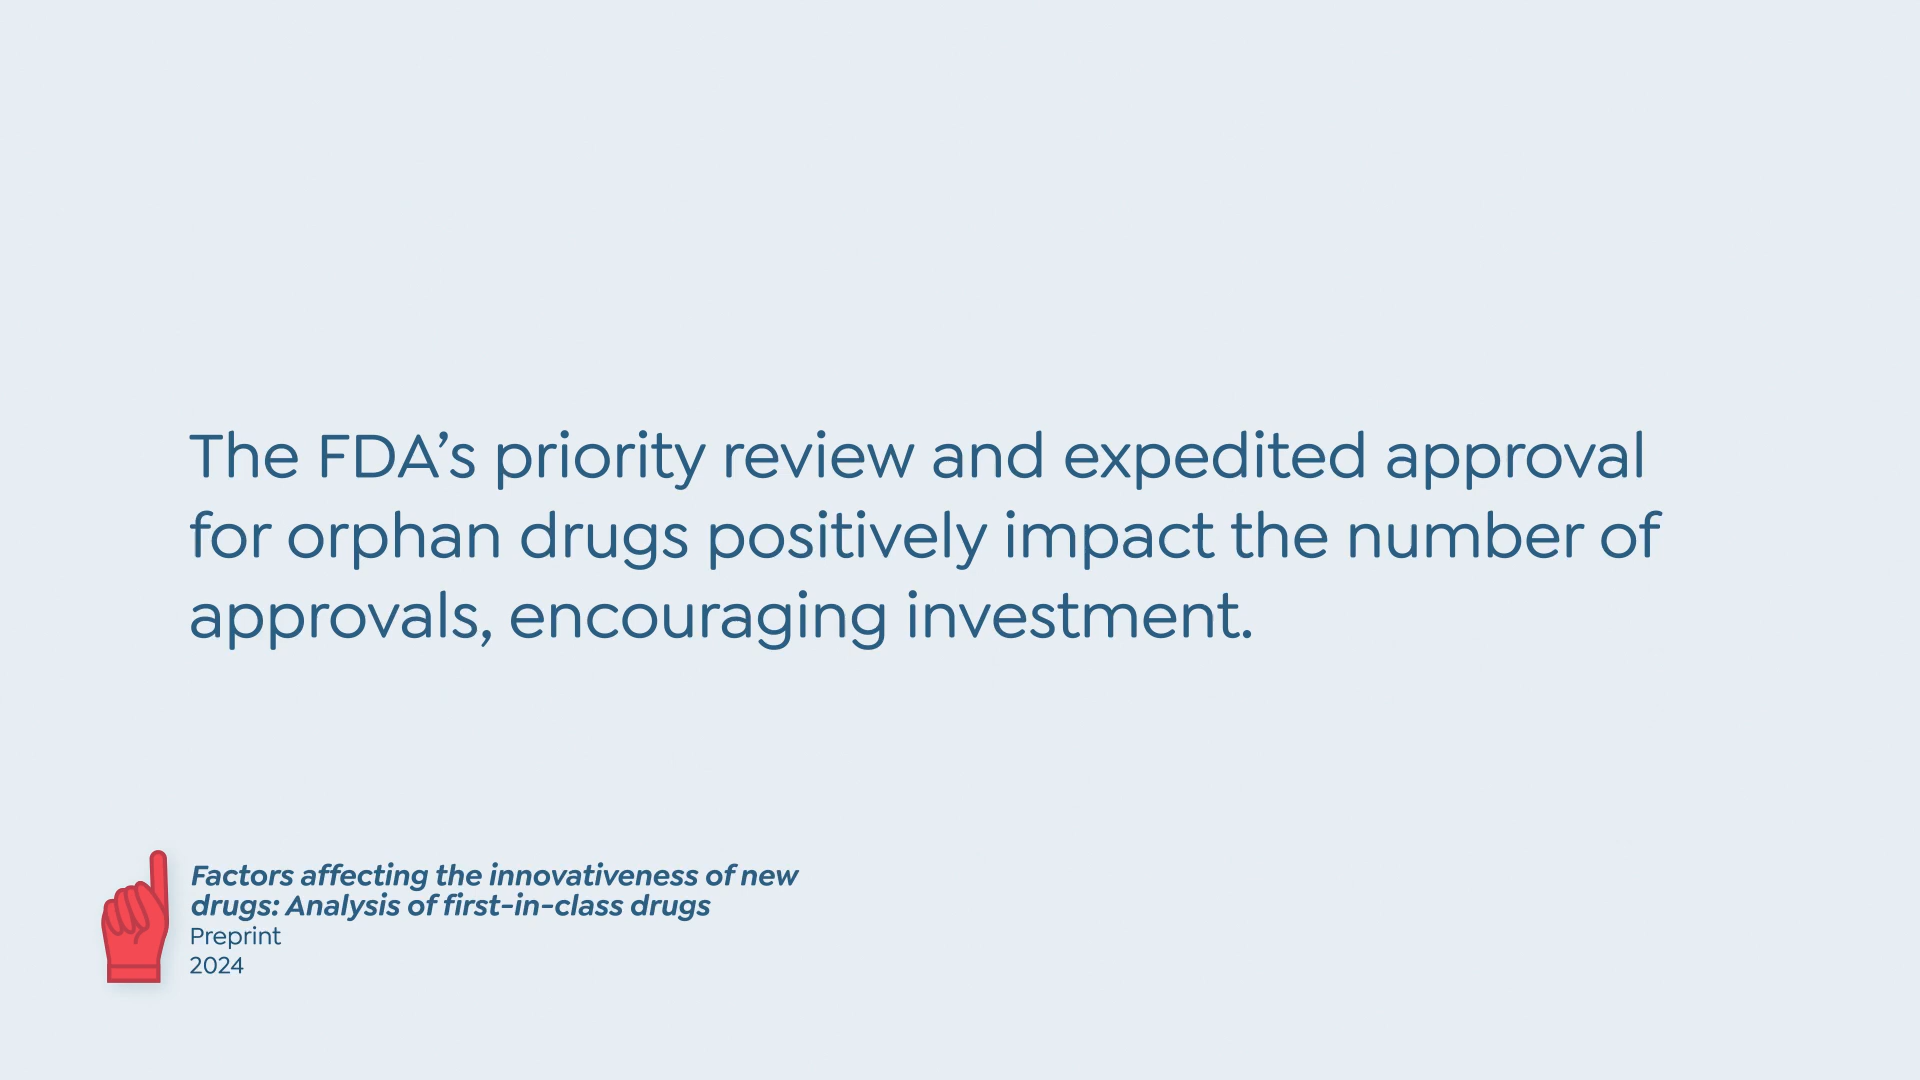 The FDA’s priority review and expedited approval
for orphan drugs positively impact the number of
approvals, encouraging investment.
Factors affecting the innovativeness of new
drugs: Analysis of first-in-class drugs
Preprint
2024